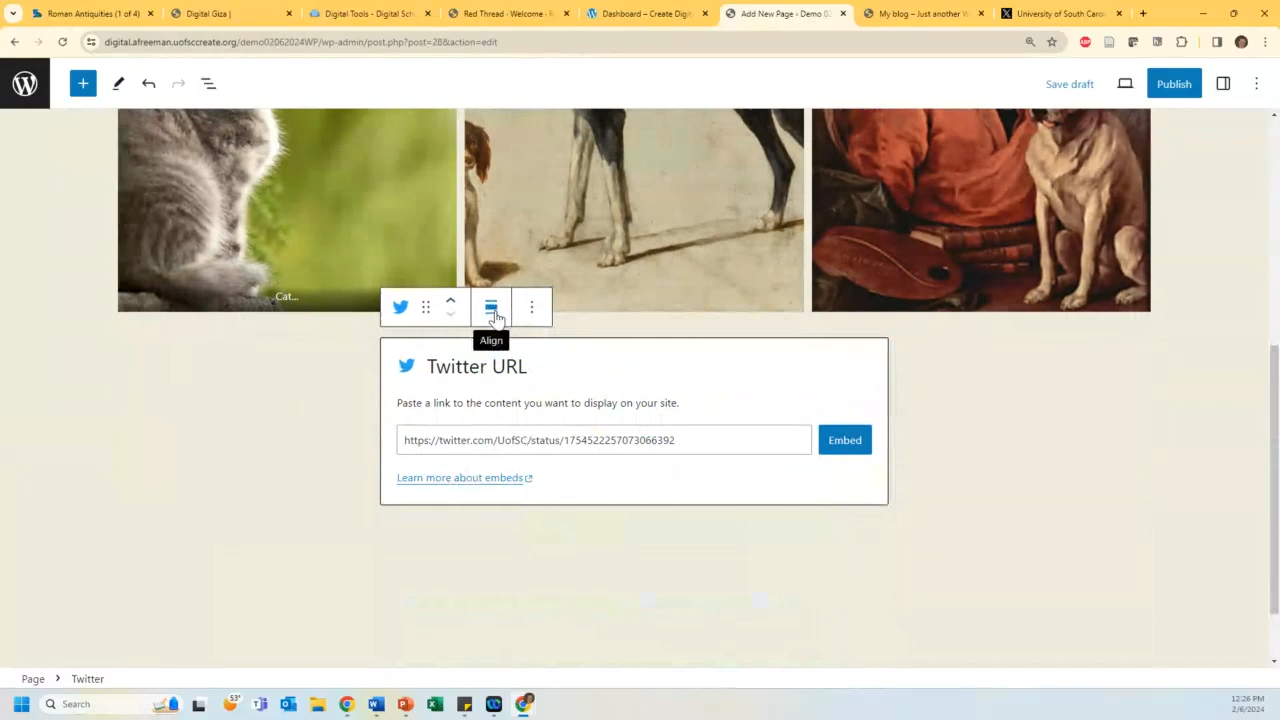 Roman Antiquities (1 of 4)
Digital Giza |
Digital Tools - Digital Sch
Red Thread - Welcome - R
Dashboard – Create Digit
Add New Page ‹ Demo 02
My blog – Just another W
University of South Caro
digital.afreeman.uofsccreate.org/demo02062024WP/wp-admin/post.php?post=28&action=edit
Save draft
Publish
Cat...
Align
Twitter URL
Paste a link to the content you want to display on your site.
https://twitter.com/UofSC/status/1754522257073066392
Embed
Learn more about embeds
Page
Twitter
Search
53°
12:26 PM
2/6/2024